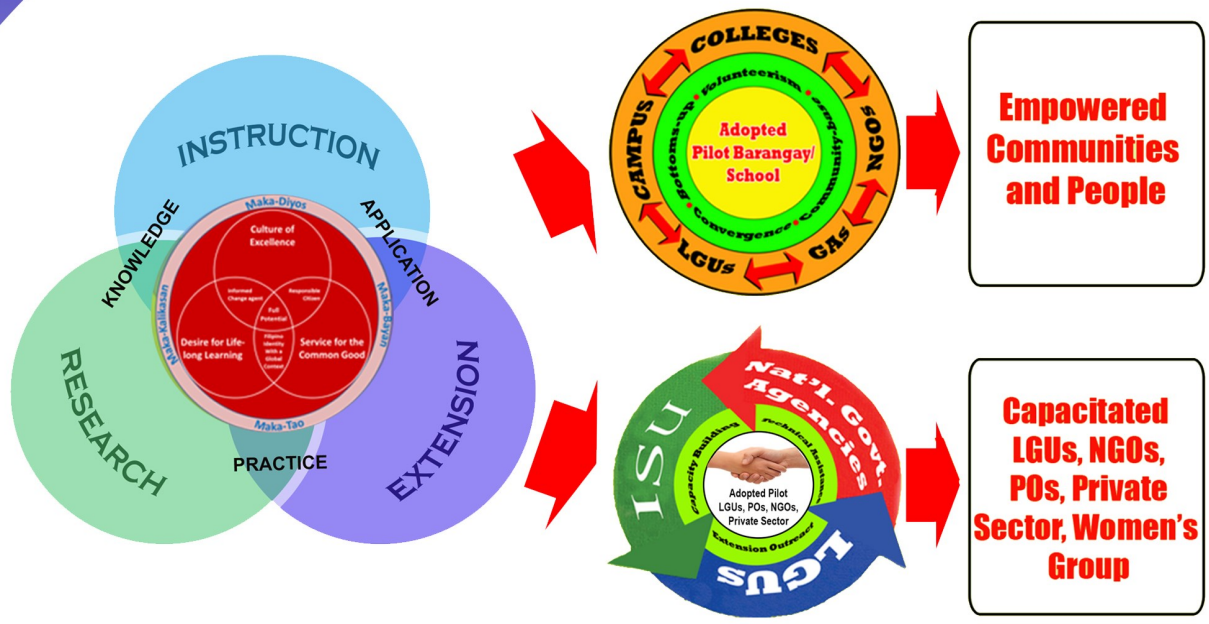 INSTRUCTION
KNOWLEDGE
APPLICATION
RESEARCH
EXTENSION
PRACTICE
Maka-Diyos
Maka-Kalikasan
Maka-Bayan
Maka-Tao
Culture of
Excellence
Informed
Change agent
Responsible
Citizen
Full
Potential
Desire for Life-
long Learning
Filipino
Identity
With a
Global
Context
Service for the
Common Good
COLLEGES
CAMPUS
NGOS
LGUs
GAs
Volunteerism
Bottoms-up
Community-base
Convergence
Adopted
Pilot Barangay/
School
Empowered
Communities
and People
Nat'l. Govt.
Agencies
ISU
LGUs
Capacity Building
Technical Assistance
Extension Outreach
Adopted Pilot
LGUs, POs, NGOs,
Private Sector
Capacitated
LGUs, NGOs,
POs, Private
Sector, Women's
Group